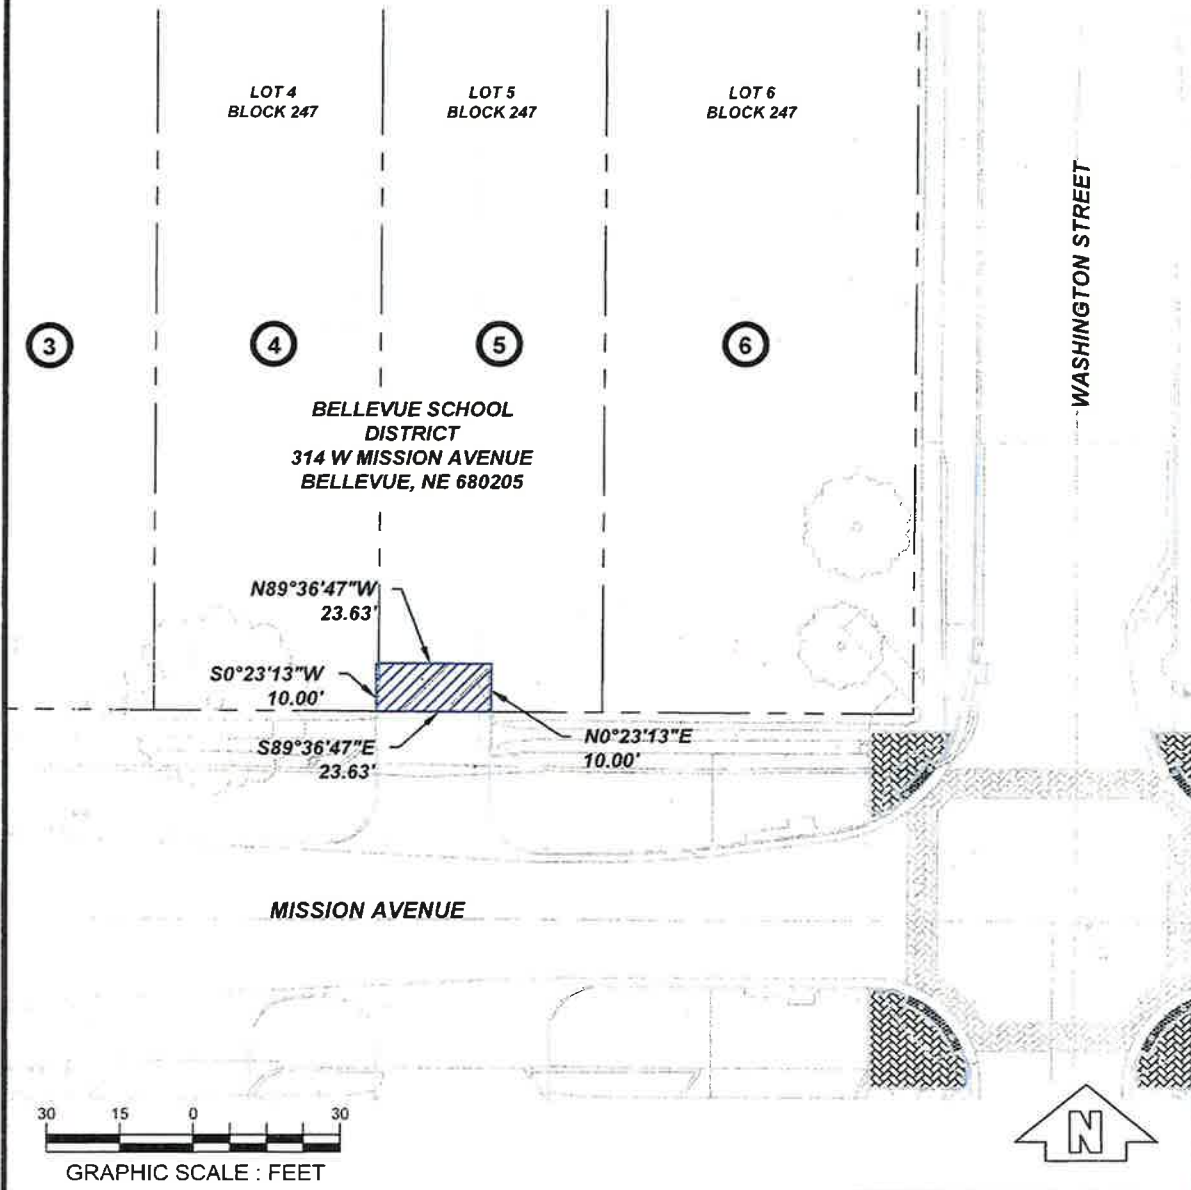 LOT 4
BLOCK 247
LOT 5
BLOCK 247
LOT 6
BLOCK 247
WASHINGTON STREET
3
4
5
6
BELLEVUE SCHOOL
DISTRICT
314 W MISSION AVENUE
BELLEVUE, NE 680205
N89°36'47"W
23.63'
S0°23'13"W
10.00'
S89°36'47"E
23.63'
N0°23'13"E
10.00'
MISSION AVENUE
30 15 0 30
GRAPHIC SCALE : FEET
N